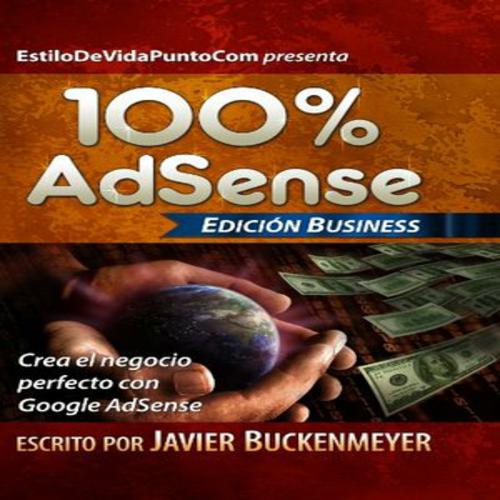 EstiloDeVidaPuntoCom presenta
100%
AdSense
EDICIÓN BUSINESS
Crea el negocio
perfecto con
Google AdSense
ESCRITO POR JAVIER BUCKENMEYER